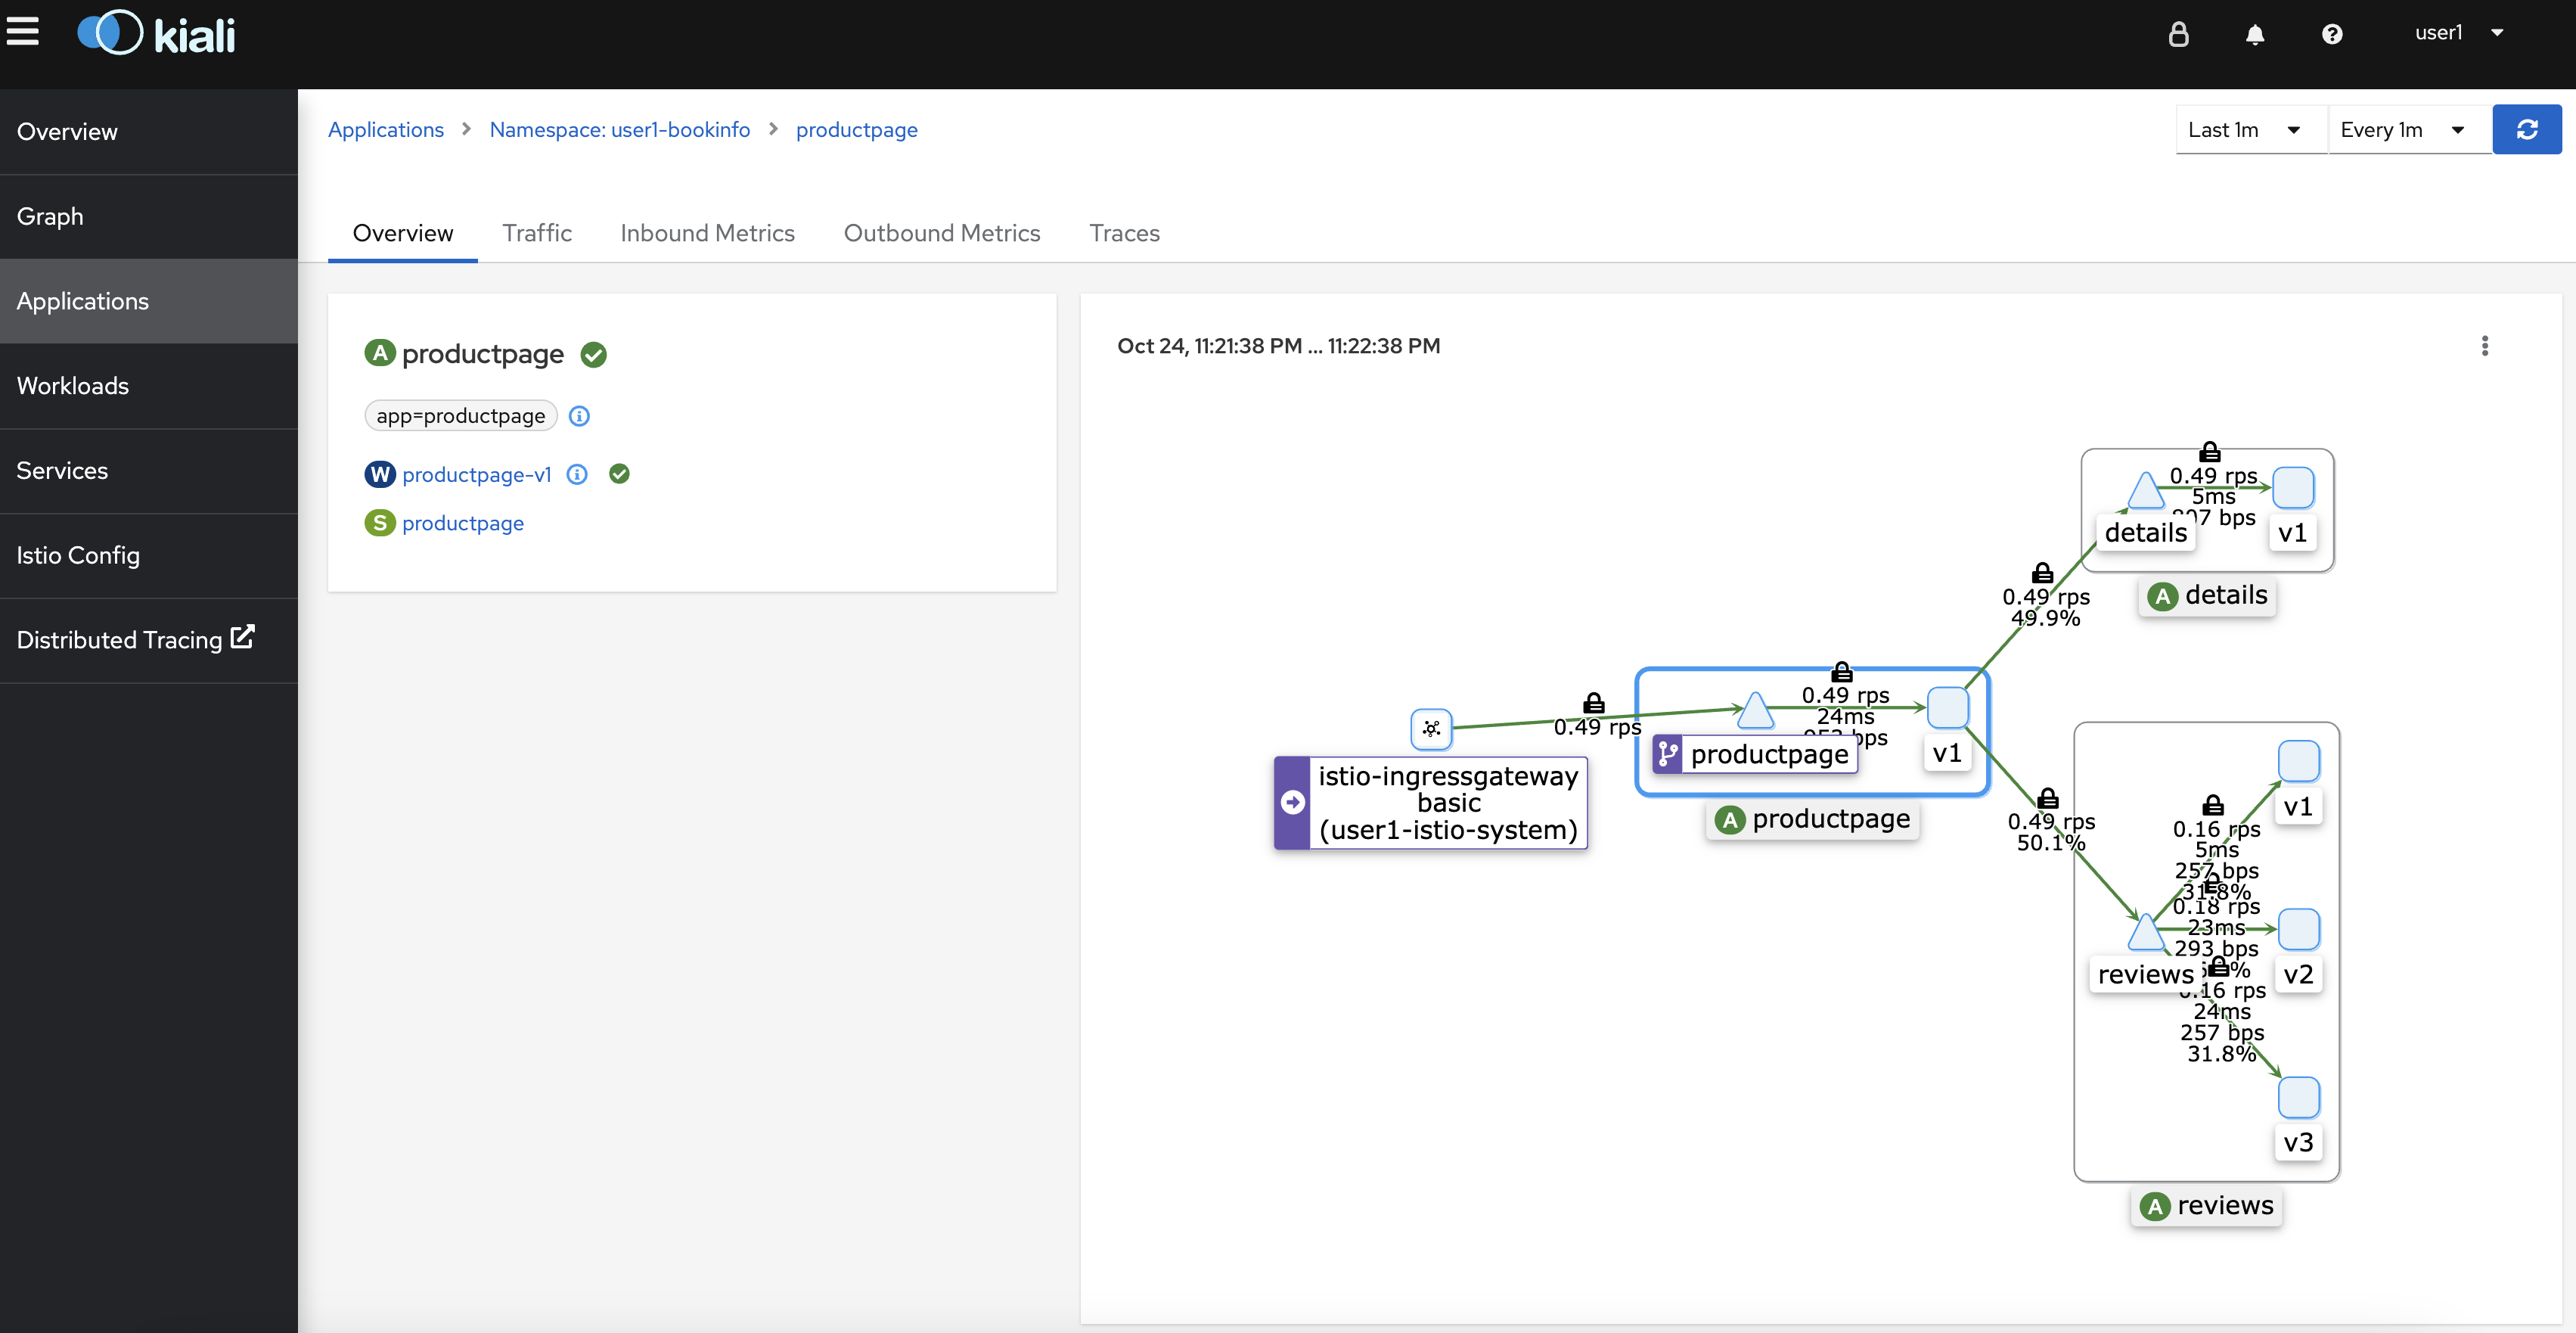 kiali
user1
Overview
Graph
Applications
Workloads
Services
Istio Config
Distributed Tracing
Applications > Namespace: user1-bookinfo > productpage
Last 1m
Every 1m
Overview
Traffic
Inbound Metrics
Outbound Metrics
Traces
A productpage
app=productpage
W productpage-v1
S productpage
Oct 24, 11:21:38 PM ... 11:22:38 PM
istio-ingressgateway
basic
(user1-istio-system)
0.49 rps
0.49 rps
24ms
bps
productpage
v1
A productpage
0.49 rps
49.9%
0.49 rps
5ms
bps
details
v1
A details
0.49 rps
50.1%
reviews
0.16 rps
5ms
257 bps
31.8%
v1
0.18 rps
23ms
293 bps
v2
0.16 rps
24ms
257 bps
31.8%
v3
A reviews